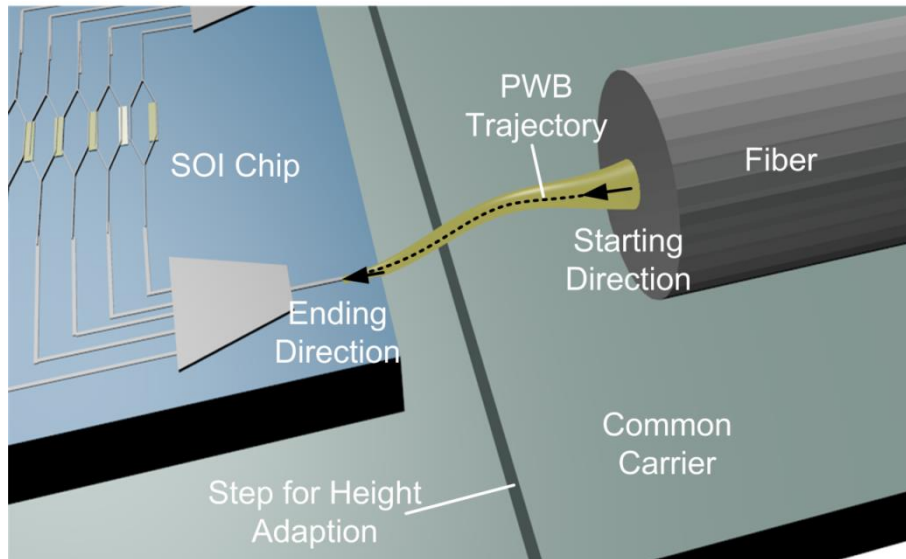 PWB
Trajectory
SOI Chip
Fiber
Starting
Direction
Ending
Direction
Common
Carrier
Step for Height
Adaption